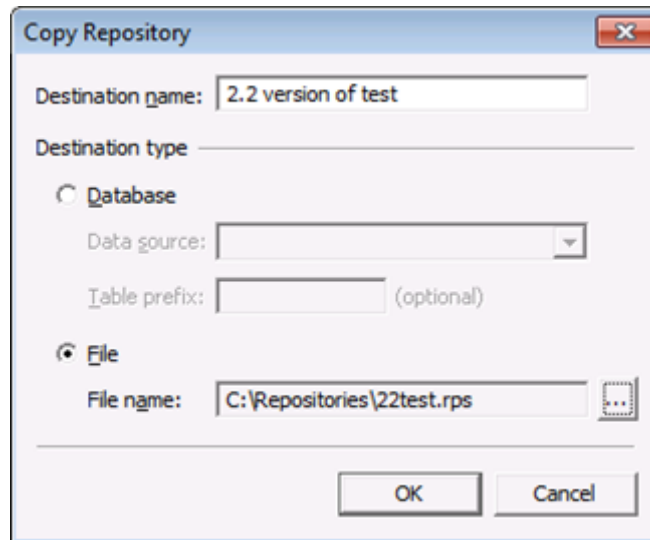 Copy Repository
Destination name: 2.2 version of test
Destination type
Database
Data source:
Table prefix: (optional)
File
File name: C:\Repositories\22test.rps ...
OK Cancel